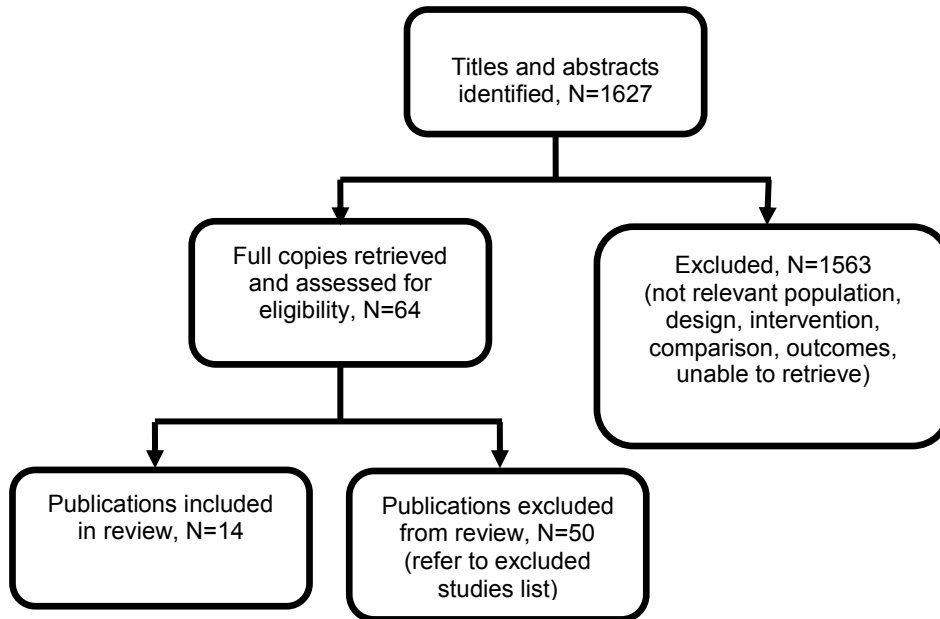 Titles and abstracts
identified, N=1627
Full copies retrieved
and assessed for
eligibility, N=64
Excluded, N=1563
(not relevant population,
design, intervention,
comparison, outcomes,
unable to retrieve)
Publications included
in review, N=14
Publications excluded
from review, N=50
(refer to excluded
studies list)